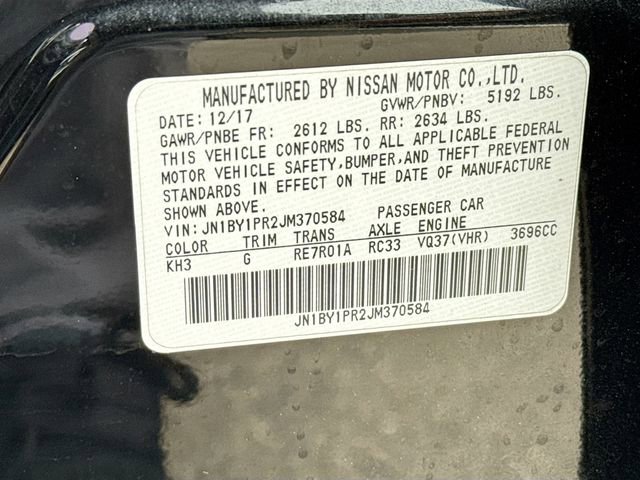 MANUFACTURED BY NISSAN MOTOR CO.,LTD.
DATE: 12/17 GVWR/PNBV: 5192 LBS.
GAWR/PNBE FR: 2612 LBS. RR: 2634 LBS.
THIS VEHICLE CONFORMS TO ALL APPLICABLE FEDERAL
MOTOR VEHICLE SAFETY,BUMPER,AND THEFT PREVENTION
STANDARDS IN EFFECT ON THE DATE OF MANUFACTURE
SHOWN ABOVE.
VIN: JN1BY1PR2JM370584 PASSENGER CAR
COLOR TRIM TRANS AXLE ENGINE
KH3 G RE7R01A RC33 VQ37(VHR) 3696CC
JN1BY1PR2JM370584